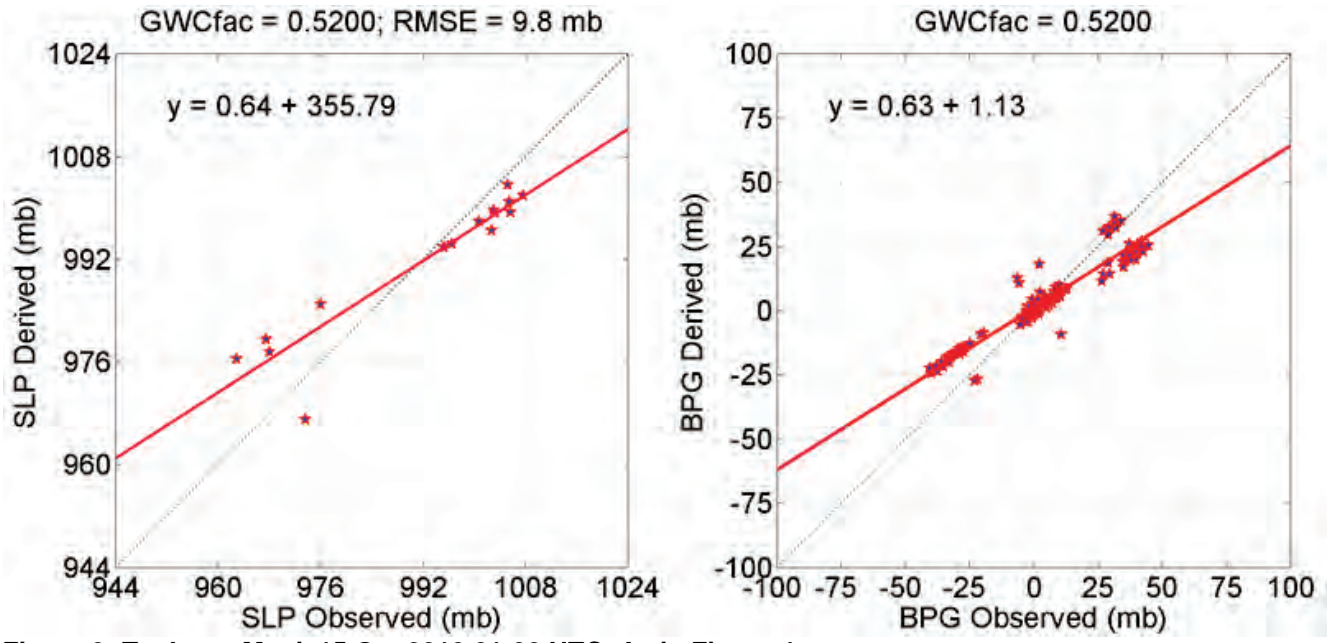 GWCfac = 0.5200; RMSE = 9.8 mb
y = 0.64 + 355.79
1024
1008
992
976
960
944
SLP Derived (mb)
944 960 976 992 1008 1024
SLP Observed (mb)
GWCfac = 0.5200
y = 0.63 + 1.13
100
75
50
25
0
-25
-50
-75
-100
BPG Derived (mb)
-100 -75 -50 -25 0 25 50 75 100
BPG Observed (mb)